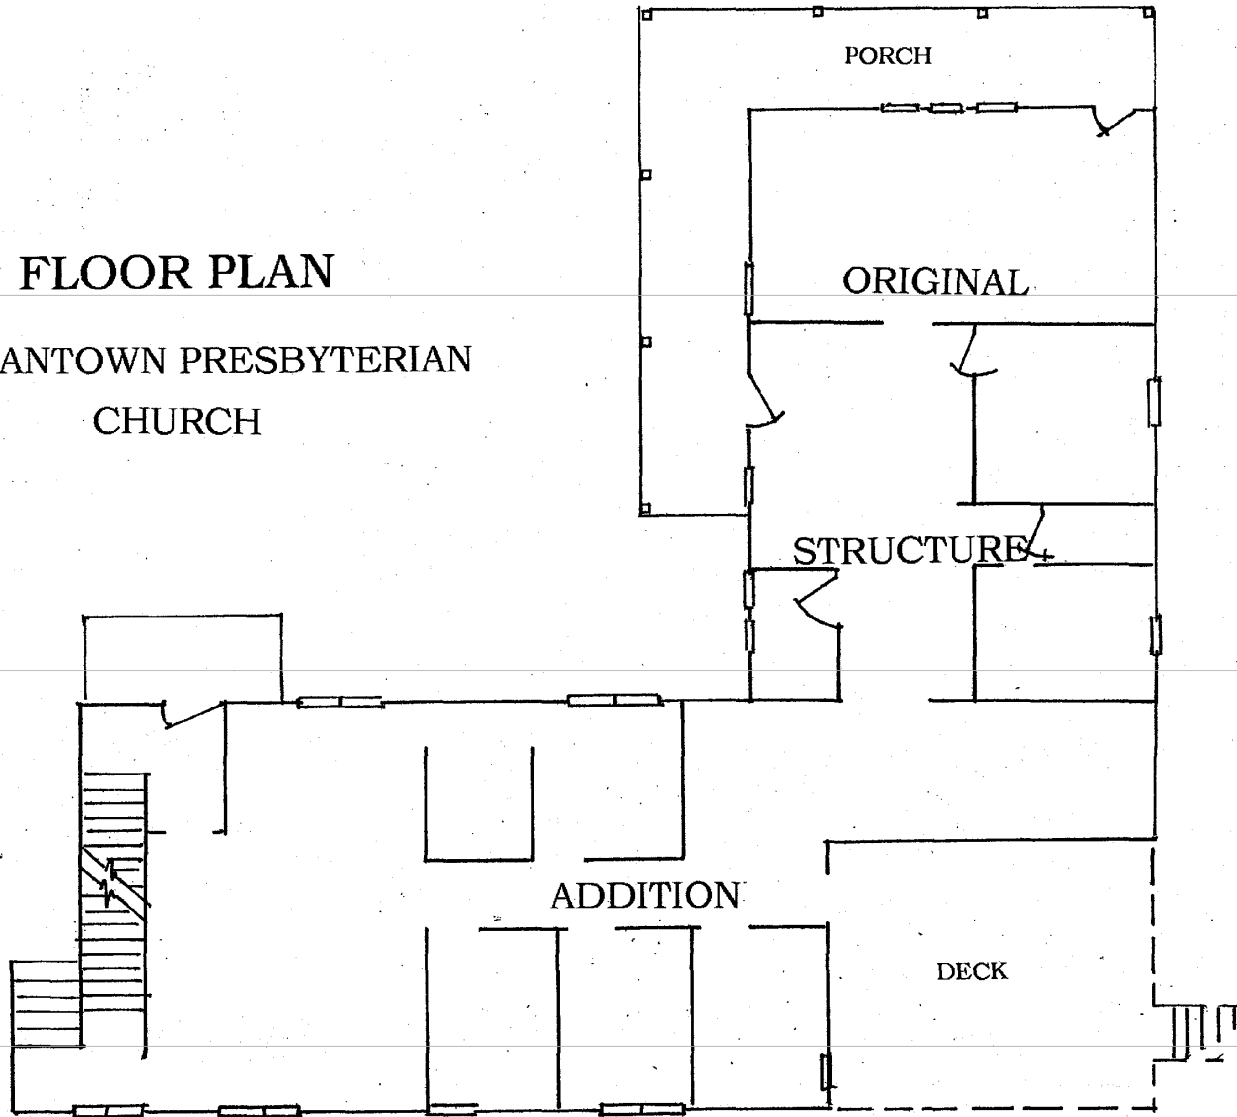 PORCH
FLOOR PLAN
ORIGINAL
ANTOWN PRESBYTERIAN
CHURCH
STRUCTURE
ADDITION
DECK